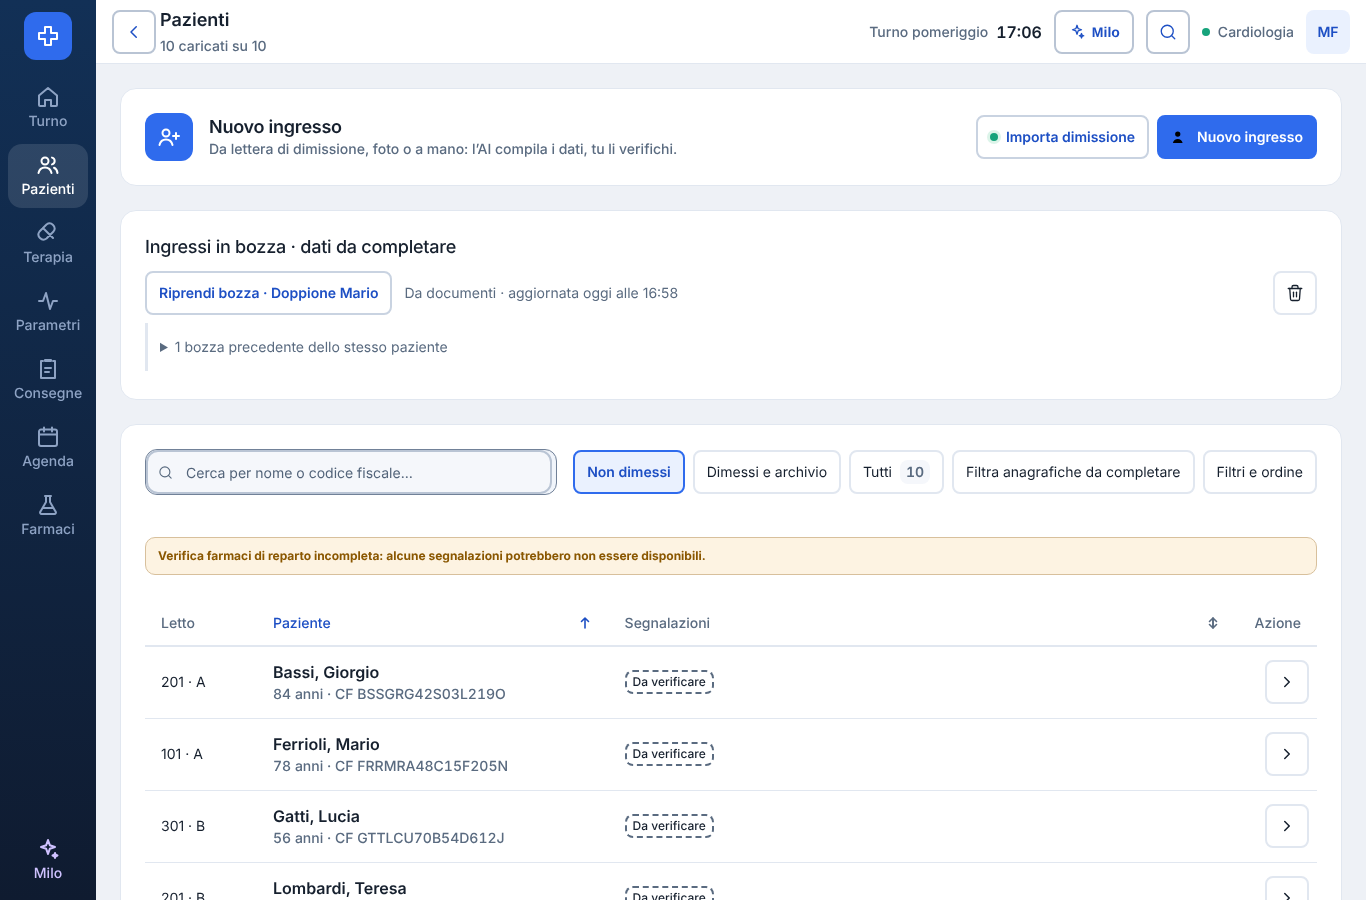 Turno
Pazienti
Terapia
Parametri
Consegne
Agenda
Farmaci
Milo
Pazienti
10 caricati su 10
Turno pomeriggio 17:06
Milo
Cardiologia
MF
Nuovo ingresso
Da lettera di dimissione, foto o a mano: l'AI compila i dati, tu li verifichi.
Importa dimissione
Nuovo ingresso
Ingressi in bozza · dati da completare
Riprendi bozza · Doppione Mario
Da documenti · aggiornata oggi alle 16:58
1 bozza precedente dello stesso paziente
Cerca per nome o codice fiscale...
Non dimessi
Dimessi e archivio
Tutti 10
Filtra anagrafiche da completare
Filtri e ordine
Verifica farmaci di reparto incompleta: alcune segnalazioni potrebbero non essere disponibili.
Letto
Paziente
Segnalazioni
Azione
201 · A
Bassi, Giorgio
84 anni · CF BSSGRG42S03L219O
Da verificare
101 · A
Ferrioli, Mario
78 anni · CF FRRMRA48C15F205N
Da verificare
301 · B
Gatti, Lucia
56 anni · CF GTTLCU70B54D612J
Da verificare
201 · B
Lombardi, Teresa
Da verificare